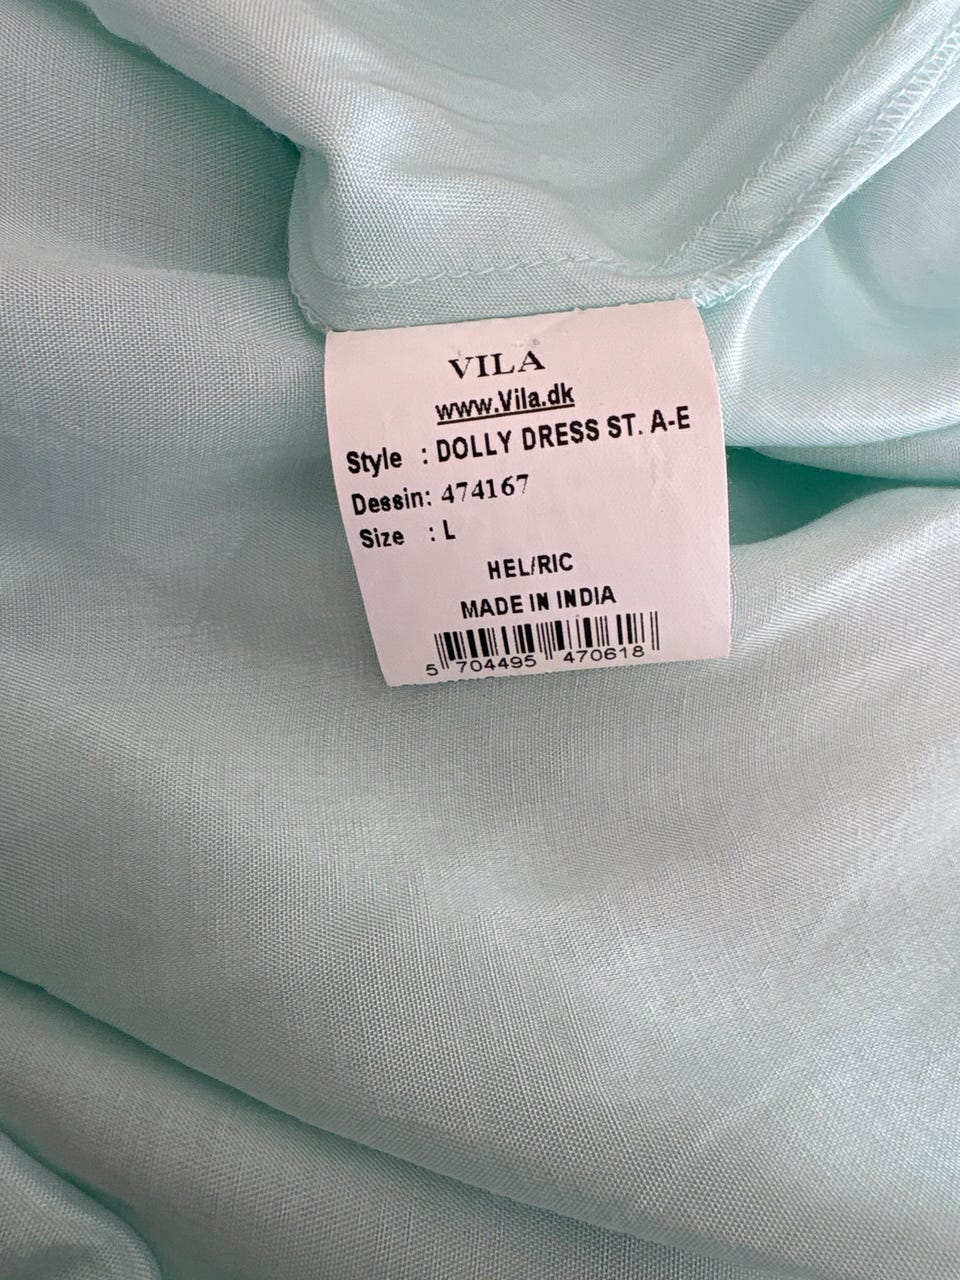 VILA
www.Vila.dk
Style : DOLLY DRESS ST. A-E
Dessin: 474167
Size : L
HEL/RIC
MADE IN INDIA
5 704495 470618